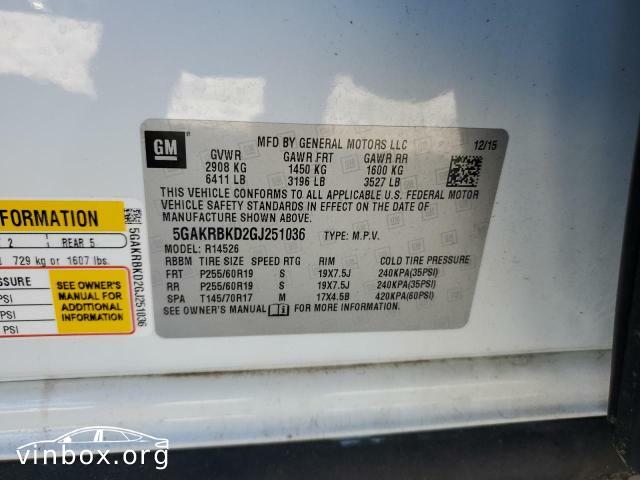 GM
MFD BY GENERAL MOTORS LLC 12/15
GVWR GAWR FRT GAWR RR
2908 KG 1450 KG 1600 KG
6411 LB 3196 LB 3527 LB
THIS VEHICLE CONFORMS TO ALL APPLICABLE U.S. FEDERAL MOTOR
VEHICLE SAFETY STANDARDS IN EFFECT ON THE DATE OF
MANUFACTURE SHOWN ABOVE.
5GAKRBKD2GJ251036 TYPE: M.P.V.
MODEL: R14526
RBBM TIRE SIZE SPEED RTG RIM COLD TIRE PRESSURE
FRT P255/60R19 S 19X7.5J 240KPA(35PSI)
RR P255/60R19 S 19X7.5J 240KPA(35PSI)
SPA T145/70R17 M 17X4.5B 420KPA(60PSI)
SEE OWNER'S MANUAL FOR MORE INFORMATION.
FORMATION
2 REAR 5
729 kg or 1607 lbs.
SSURE
PSI
PSI
PSI
SEE OWNER'S
MANUAL FOR
ADDITIONAL
INFORMATION
5GAKRBKD2GJ251036
vinbox.org